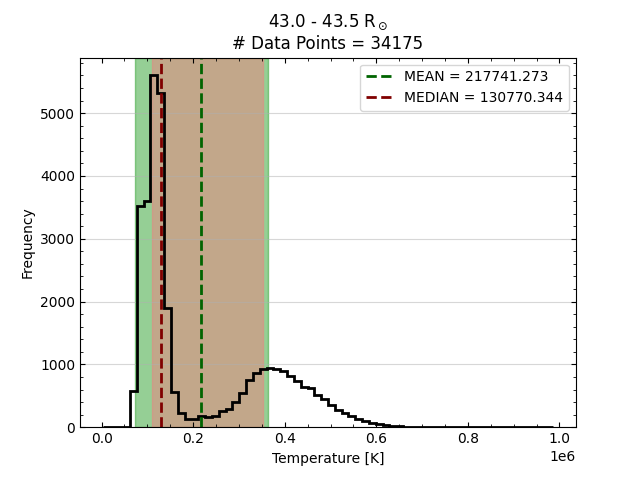 43.0 - 43.5 R⊙
# Data Points = 34175
MEAN = 217741.273
MEDIAN = 130770.344
Frequency
5000
4000
3000
2000
1000
0
0.0 0.2 0.4 0.6 0.8 1.0
1e6
Temperature [K]